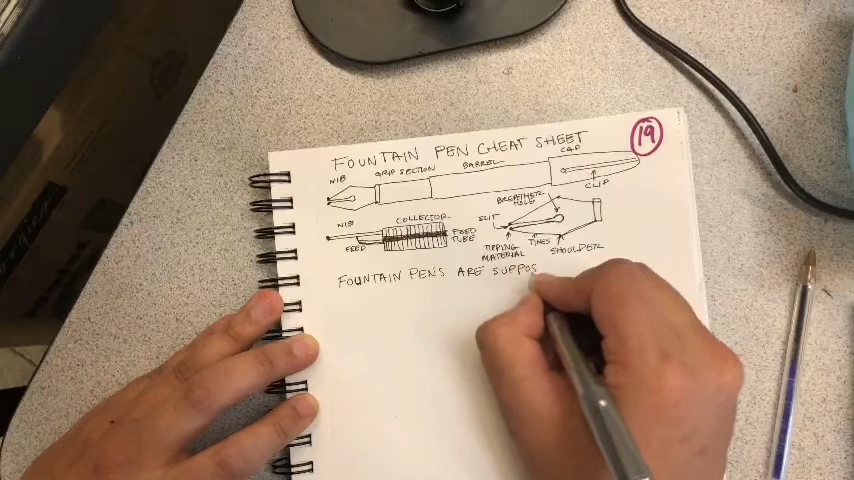 FOUNTAIN PEN CHEAT SHEET
19
NIB
GRIP SECTION
BARREL
CAP
CLIP
NIB
FEED
COLLECTOR
FEED TUBE
SLIT
BREATHER HOLE
TIPPING MATERIAL
TINES
SHOULDER
FOUNTAIN PENS ARE SUPPOS